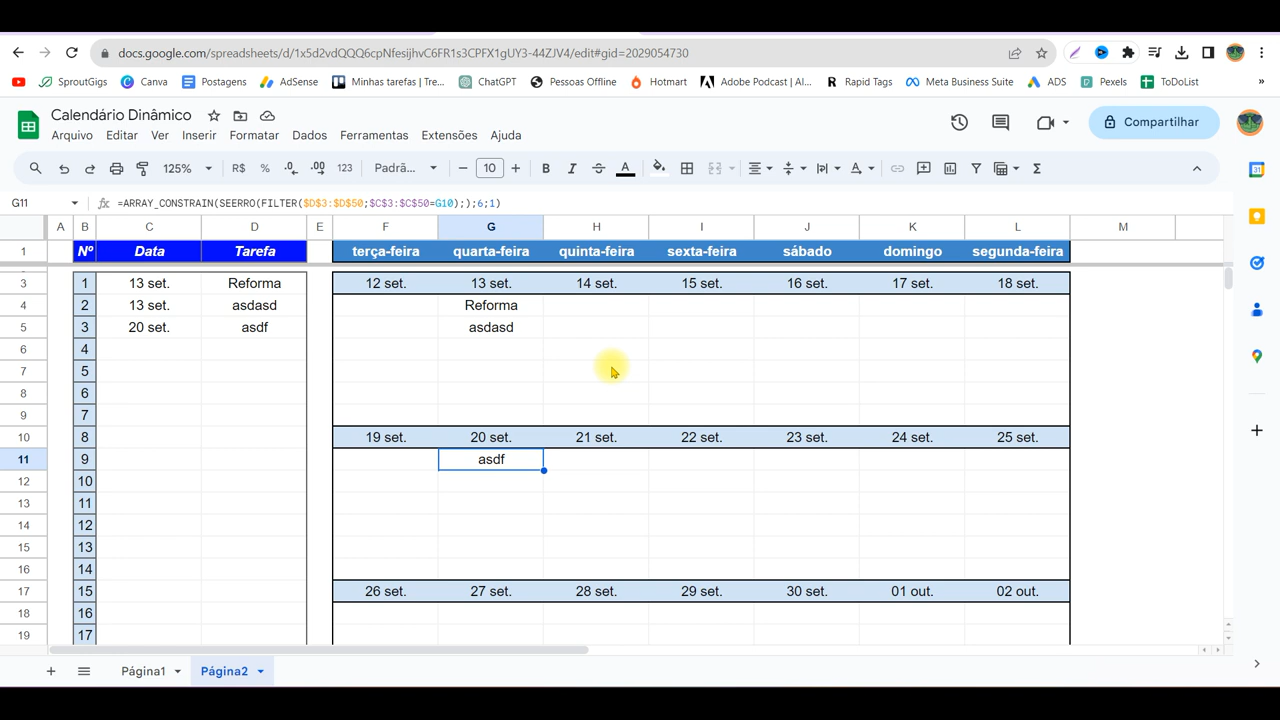 docs.google.com/spreadsheets/d/1x5d2vdQQQ6cpNfesijhvC6FR1s3CPFX1gUY3-44ZJV4/edit#gid=2029054730
SproutGigs Canva Postagens AdSense Minhas tarefas | Tre... ChatGPT Pessoas Offline Hotmart Adobe Podcast | AI... Rapid Tags Meta Business Suite ADS Pexels ToDoList »
Calendário Dinâmico
Arquivo Editar Ver Inserir Formatar Dados Ferramentas Extensões Ajuda
Compartilhar
125% R$ % .0 .00 123 Padrã... 10 B I S A
G11 fx =ARRAY_CONSTRAIN(SEERRO(FILTER($D$3:$D$50;$C$3:$C$50=G10););6;1)
A B C D E F G H I J K L M
1 Nº Data Tarefa terça-feira quarta-feira quinta-feira sexta-feira sábado domingo segunda-feira
3 1 13 set. Reforma 12 set. 13 set. 14 set. 15 set. 16 set. 17 set. 18 set.
4 2 13 set. asdasd Reforma
5 3 20 set. asdf asdasd
6 4
7 5
8 6
9 7
10 8 19 set. 20 set. 21 set. 22 set. 23 set. 24 set. 25 set.
11 9 asdf
12 10
13 11
14 12
15 13
16 14
17 15 26 set. 27 set. 28 set. 29 set. 30 set. 01 out. 02 out.
18 16
19 17
Página1 Página2